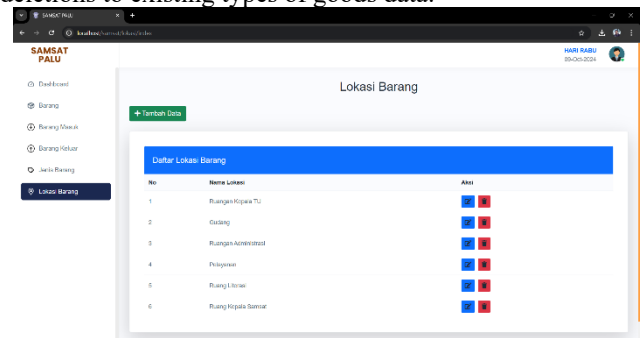 deletions to existing types of goods data.
SAMSAT PALU
localhost/samsat/lokasi/index
SAMSAT
PALU
HARI RABU
09-Oct-2024
Dashboard
Barang
Barang Masuk
Barang Keluar
Jenis Barang
Lokasi Barang
Lokasi Barang
+ Tambah Data
Daftar Lokasi Barang
No Nama Lokasi Aksi
1 Ruangan Kepala TU
2 Gudang
3 Ruangan Administrasi
4 Pelayanan
5 Ruang
6 Ruang Kepala Samsat